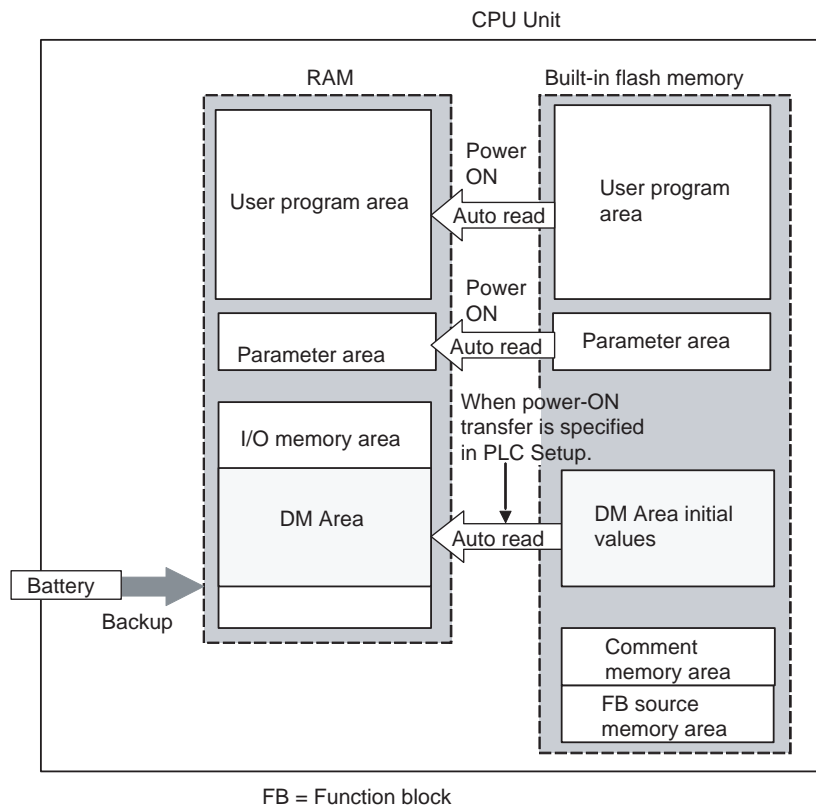 CPU Unit
RAM
Built-in flash memory
User program area
Power
ON
Auto read
User program
area
Parameter area
Power
ON
Auto read
Parameter area
When power-ON
transfer is specified
in PLC Setup.
I/O memory area
DM Area
Auto read
DM Area initial
values
Battery
Backup
Comment
memory area
FB source
memory area
FB = Function block